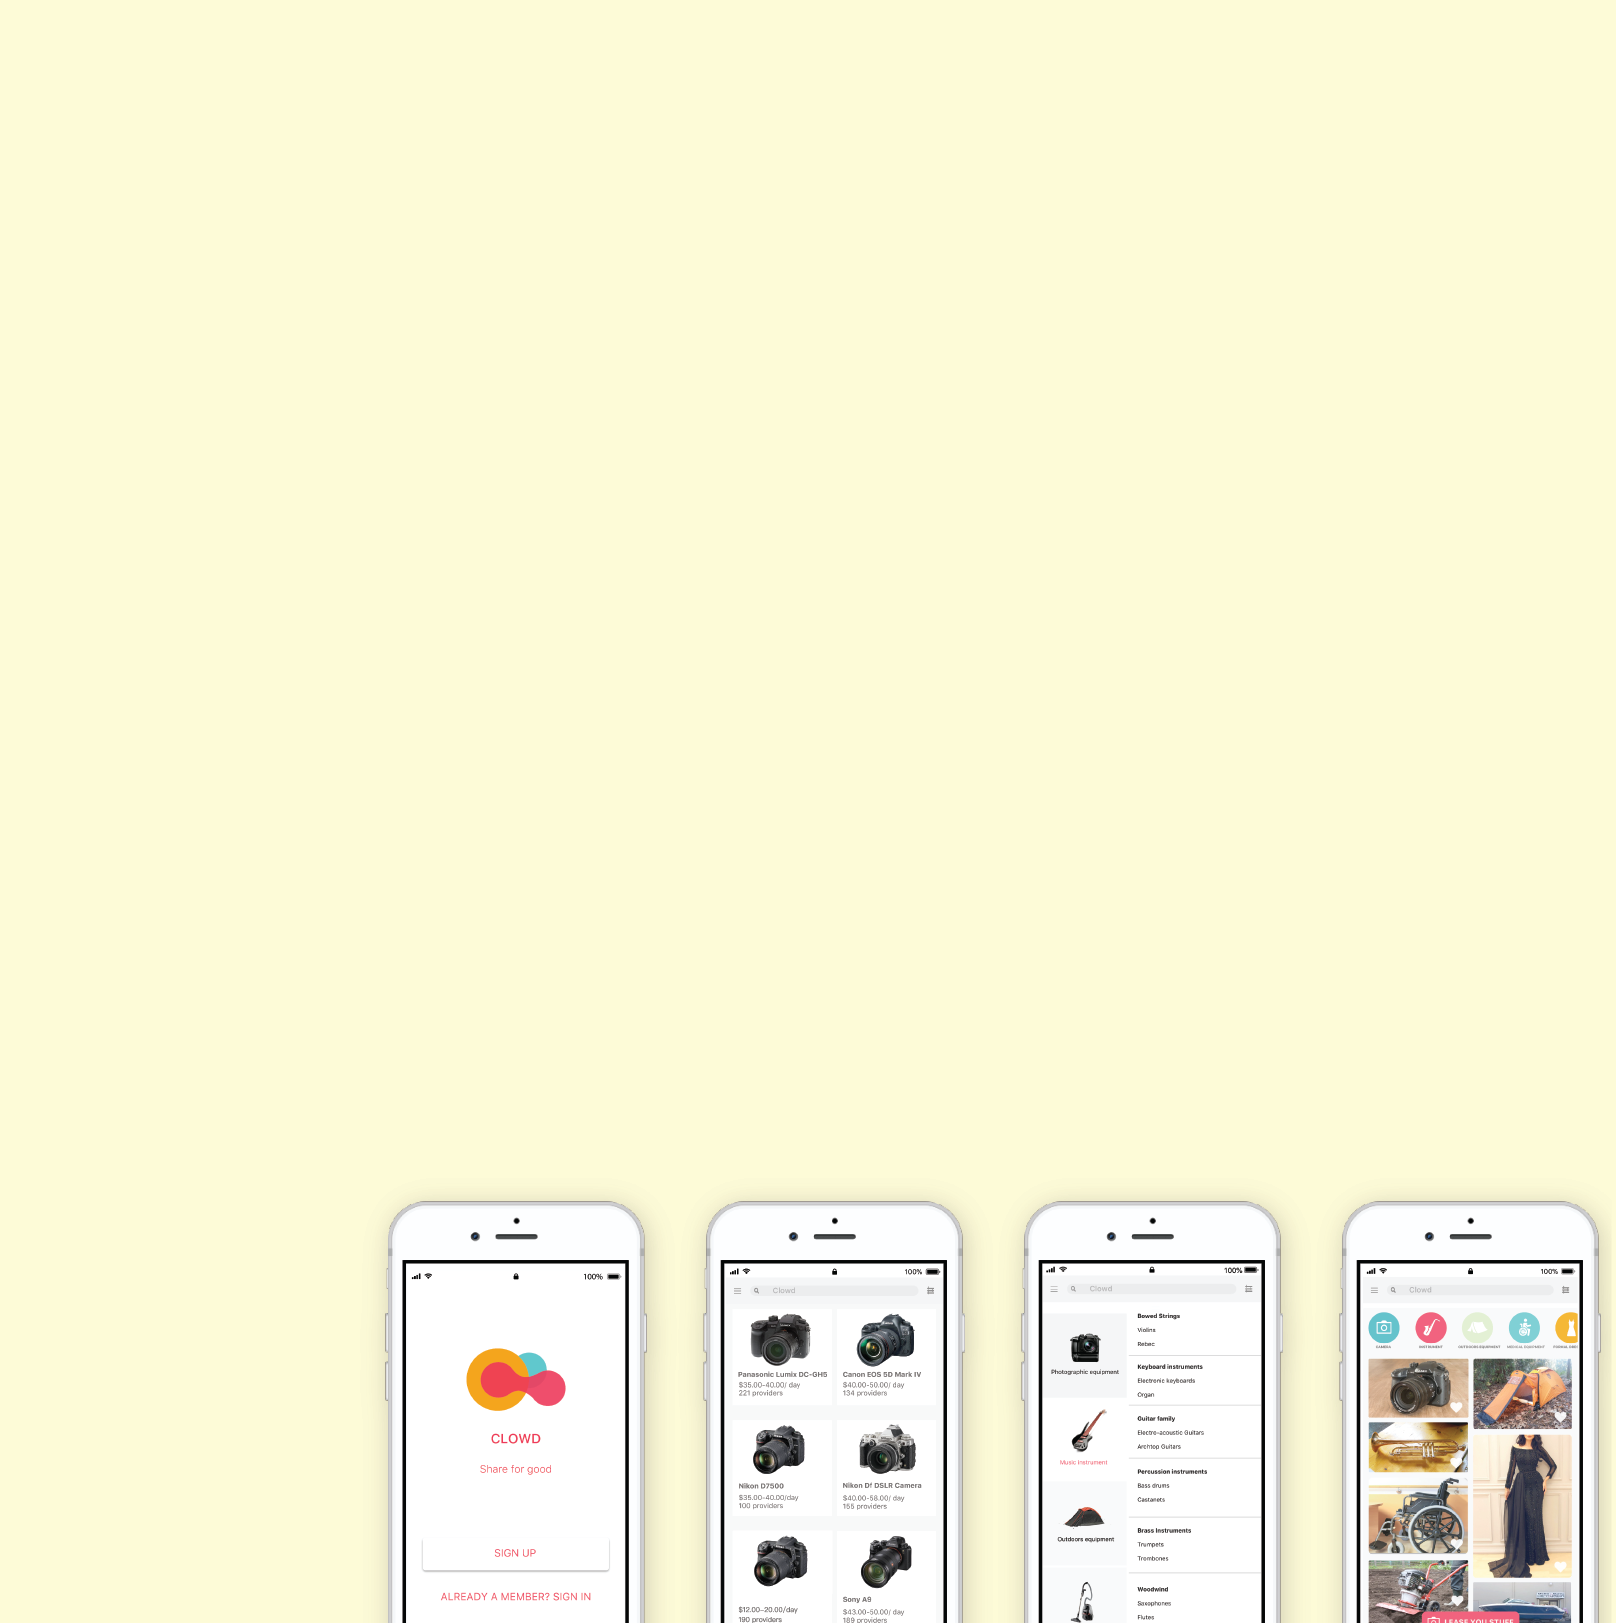 100%
CLOWD
Share for good
SIGN UP
ALREADY A MEMBER? SIGN IN
100%
Clowd
Panasonic Lumix DC-GH5
$35.00-40.00/ day
221 providers
Canon EOS 5D Mark IV
$40.00-50.00/ day
134 providers
Nikon D7500
$35.00-40.00/day
100 providers
Nikon Df DSLR Camera
$40.00-58.00/ day
155 providers
$12.00-20.00/day
190 providers
Sony A9
$43.00-50.00/ day
189 providers
100%
Clowd
Photographic equipment
Music Instrument
Outdoors equipment
Bowed Strings
Violins
Rebec
Keyboard instruments
Electronic keyboards
Organ
Guitar family
Electro-acoustic Guitars
Archtop Guitars
Percussion instruments
Bass drums
Castanets
Brass Instruments
Trumpets
Trombones
Woodwind
Saxophones
Flutes
100%
Clowd
CAMERA
INSTRUMENT
OUTDOORS EQUIPMENT
MEDICAL EQUIPMENT
LEASE YOU STUFF